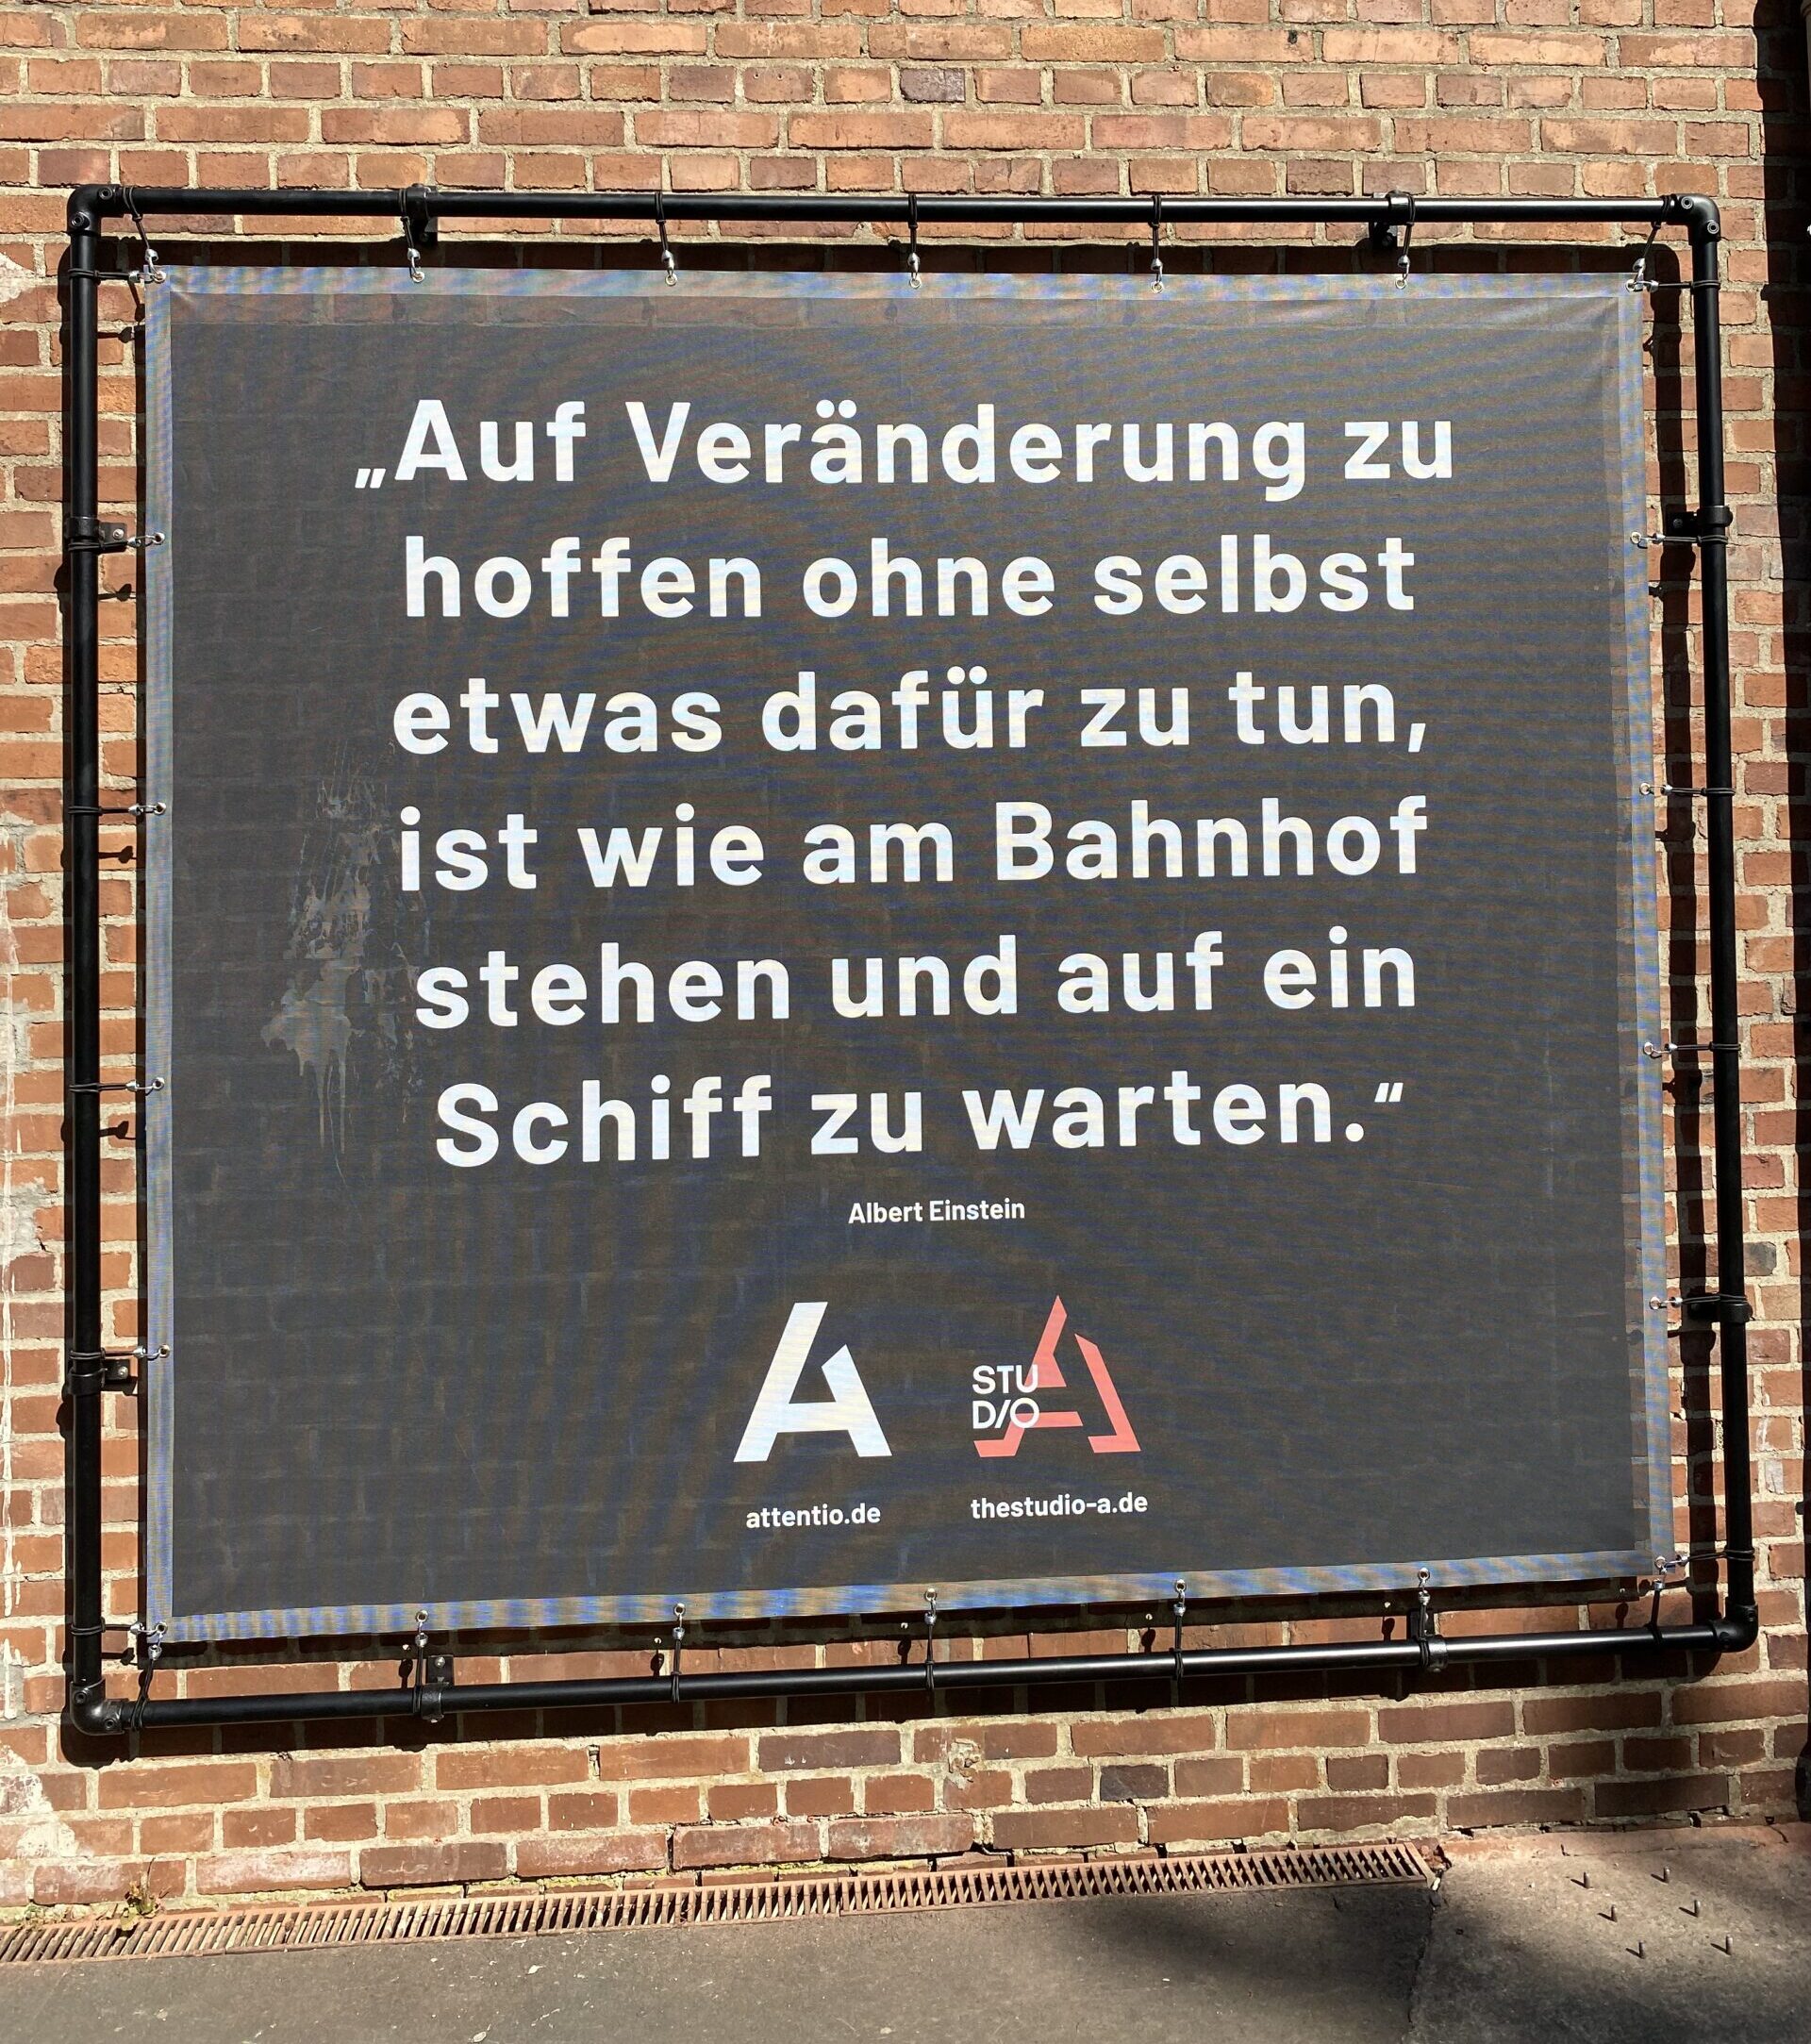 „Auf Veränderung zu
hoffen ohne selbst
etwas dafür zu tun,
ist wie am Bahnhof
stehen und auf ein
Schiff zu warten.“
Albert Einstein
A
STU
D/O
A
attentio.de
thestudio-a.de